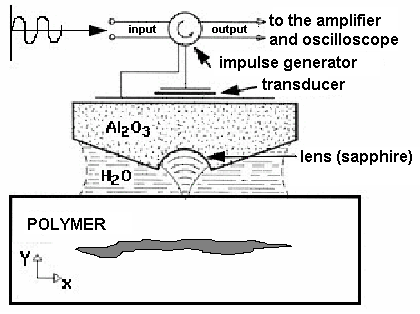 input
output
to the amplifier
and oscilloscope
impulse generator
transducer
Al2O3
lens (sapphire)
H2O
POLYMER
Y
X